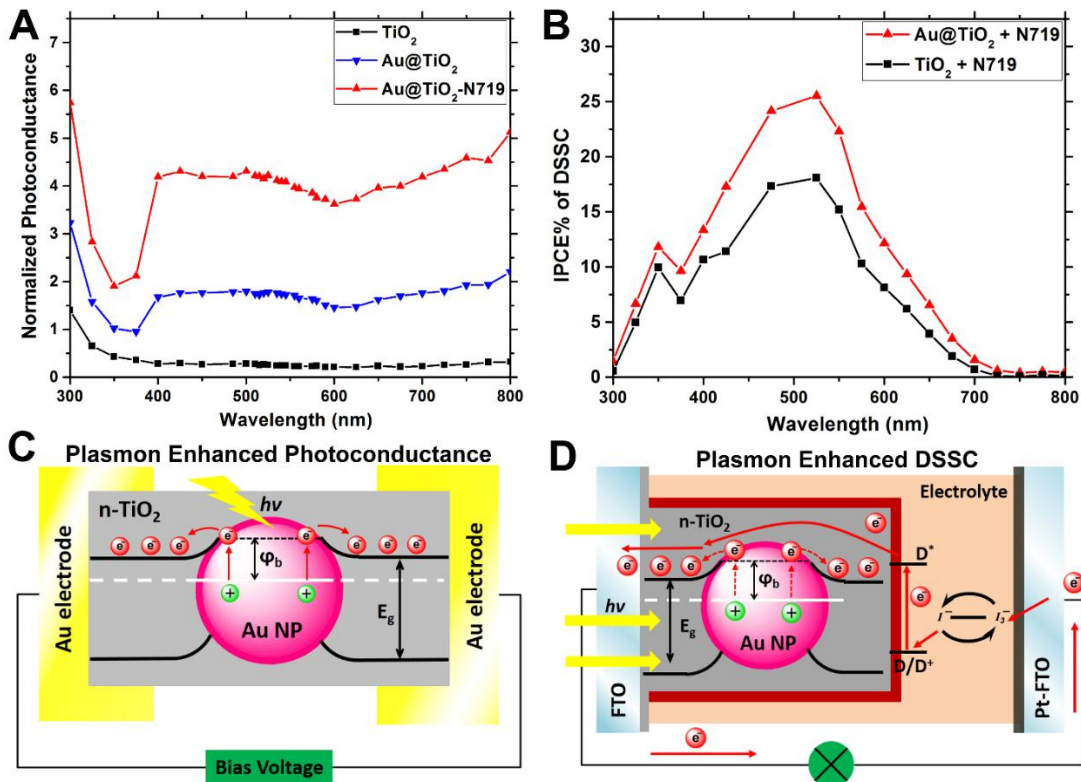 A
7
6
5
4
3
2
1
0
Normalized Photoconductance
TiO2
Au@TiO2
Au@TiO2-N719
300 400 500 600 700 800
Wavelength (nm)
B
30
25
20
15
10
5
0
IPCE% of DSSC
Au@TiO2 + N719
TiO2 + N719
300 400 500 600 700 800
Wavelength (nm)
C
Plasmon Enhanced Photoconductance
Au electrode
n-TiO2
hv
e- e- e- e- e- e- e- e-
φb
+ +
Eg
Au NP
Au electrode
Bias Voltage
D
Plasmon Enhanced DSSC
Electrolyte
n-TiO2
e-
e- e- e- e- e- e- e- e-
D*
φb
+ +
hv
Eg
e-
I- I3-
e-
Au NP
D/D+
FTO
Pt-FTO
e-